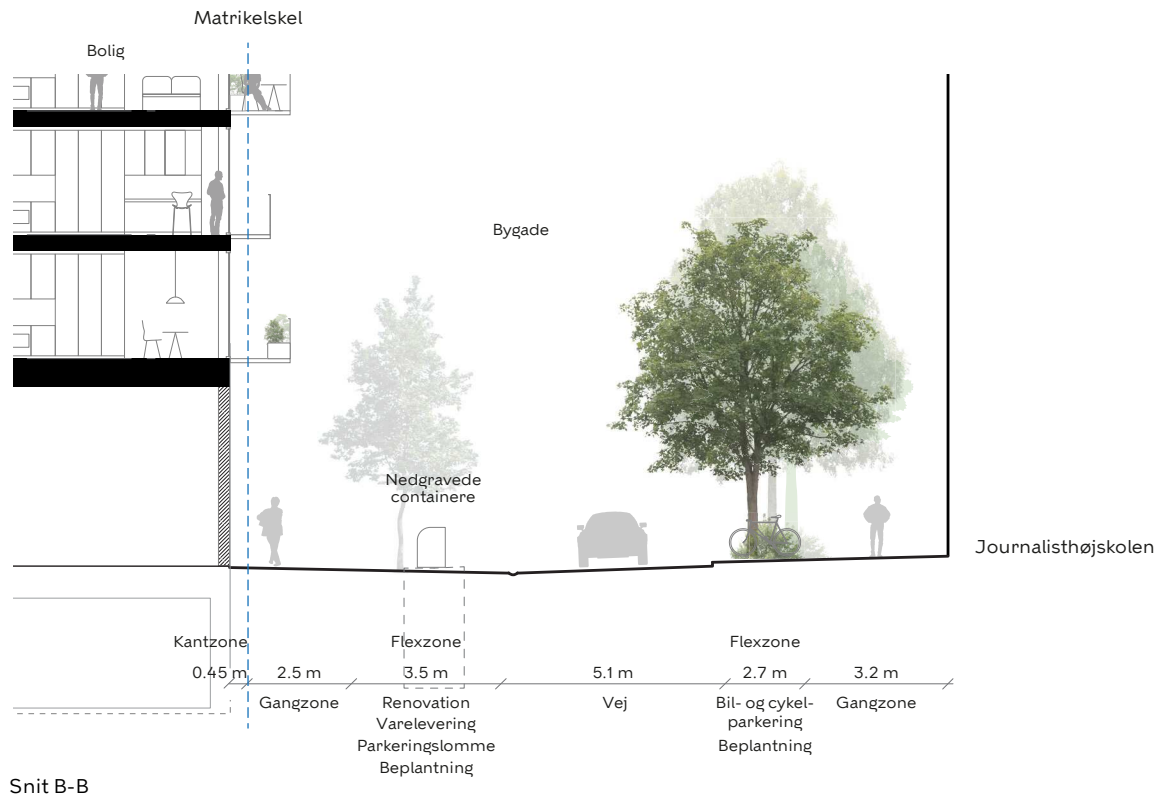 Matrikelskel
Bolig
Bygade
Nedgravede
containere
Journalisthøjskolen
Kantzone
Flexzone
Flexzone
0.45 m
2.5 m
3.5 m
5.1 m
2.7 m
3.2 m
Gangzone
Renovation
Varelevering
Parkeringslomme
Beplantning
Vej
Bil- og cykel-
parkering
Beplantning
Gangzone
Snit B-B